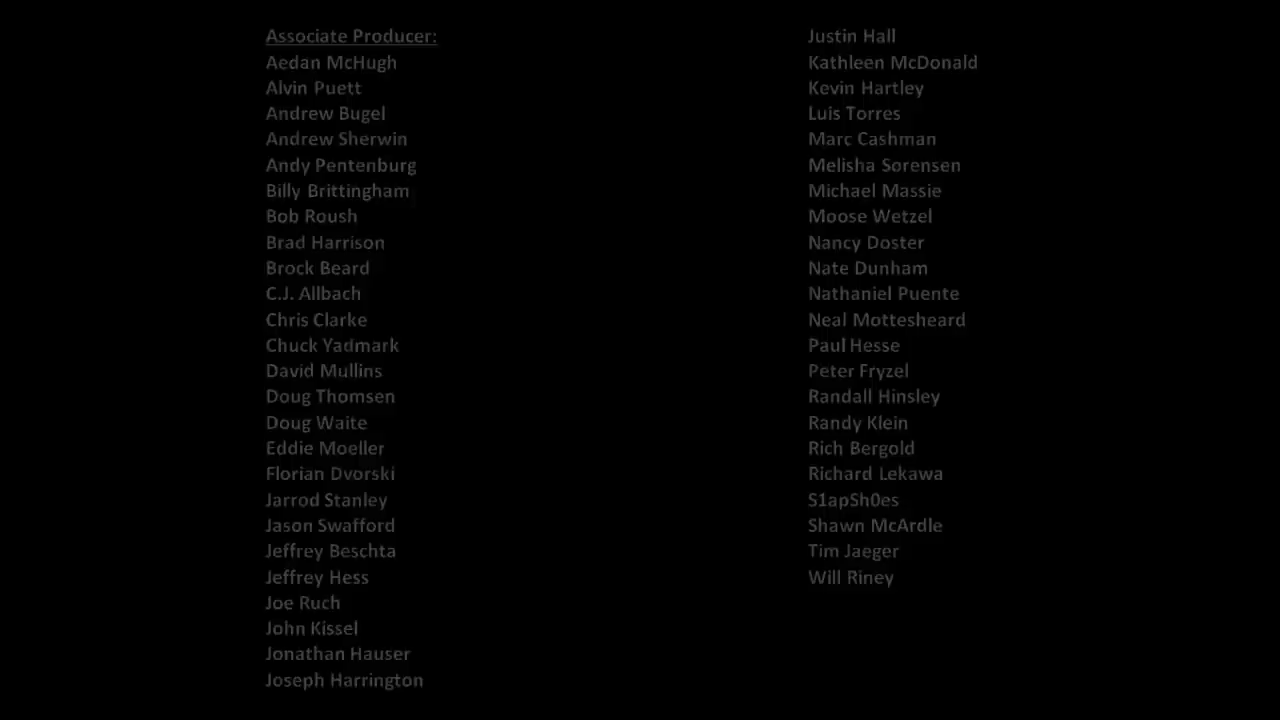 Associate Producer:
Aedan McHugh
Alvin Puett
Andrew Bugel
Andrew Sherwin
Andy Pentenburg
Billy Brittingham
Bob Roush
Brad Harrison
Brock Beard
C.J. Allbach
Chris Clarke
Chuck Yadmark
David Mullins
Doug Thomsen
Doug Waite
Eddie Moeller
Florian Dvorski
Jarrod Stanley
Jason Swafford
Jeffrey Beschta
Jeffrey Hess
Joe Ruch
John Kissel
Jonathan Hauser
Joseph Harrington
Justin Hall
Kathleen McDonald
Kevin Hartley
Luis Torres
Marc Cashman
Melisha Sørensen
Michael Massie
Moose Wetzel
Nancy Doster
Nate Dunham
Nathaniel Puente
Neal Mottesheard
Paul Hesse
Peter Fryzel
Randall Hinsley
Randy Klein
Rich Bergold
Richard Lekawa
S1apSh0es
Shawn McArdle
Tim Jaeger
Will Riney